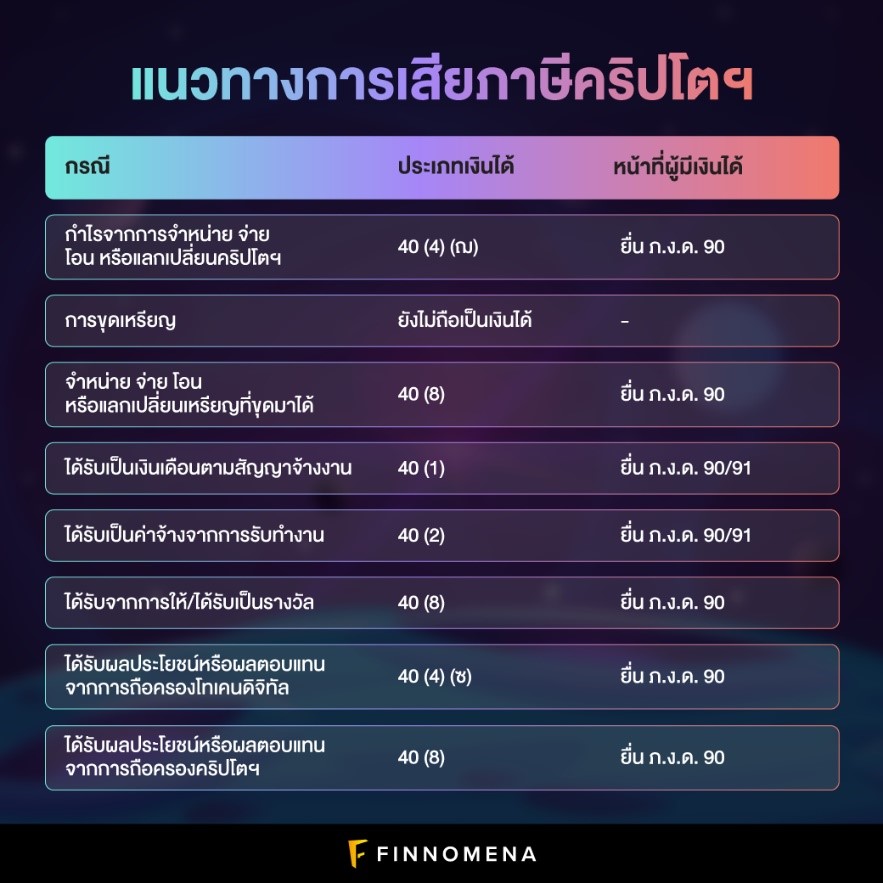 แนวทางการเสียภาษีคริปโตฯ
กรณี ประเภทเงินได้ หน้าที่ผู้มีเงินได้
กำไรจากการจำหน่าย จ่าย
โอน หรือแลกเปลี่ยนคริปโตฯ 40 (4) (ฌ) ยื่น ภ.ง.ด. 90
การขุดเหรียญ ยังไม่ถือเป็นเงินได้ -
จำหน่าย จ่าย โอน
หรือแลกเปลี่ยนเหรียญที่ขุดมาได้ 40 (8) ยื่น ภ.ง.ด. 90
ได้รับเป็นเงินเดือนตามสัญญาจ้างงาน 40 (1) ยื่น ภ.ง.ด. 90/91
ได้รับเป็นค่าจ้างจากการรับทำงาน 40 (2) ยื่น ภ.ง.ด. 90/91
ได้รับจากการให้/ได้รับเป็นรางวัล 40 (8) ยื่น ภ.ง.ด. 90
ได้รับผลประโยชน์หรือผลตอบแทน
จากการถือครองโทเคนดิจิทัล 40 (4) (ซ) ยื่น ภ.ง.ด. 90
ได้รับผลประโยชน์หรือผลตอบแทน
จากการถือครองคริปโตฯ 40 (8) ยื่น ภ.ง.ด. 90
FINNOMENA